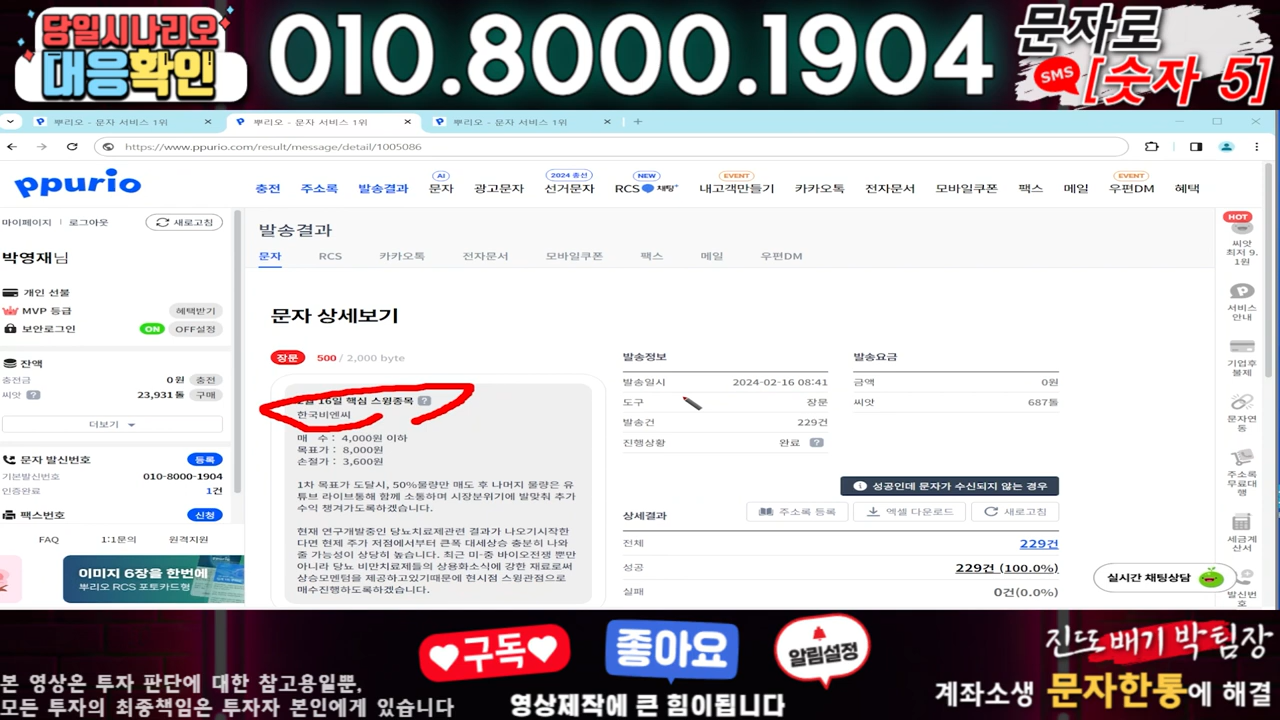 당일시나리오
대응확인
010.8000.1904
문자로
SMS
[숫자 5]
뿌리오 - 문자 서비스 1위
뿌리오 - 문자 서비스 1위
뿌리오 - 문자 서비스 1위
https://www.ppurio.com/result/message/detail/1005086
ppurio
충전
주소록
발송결과
AI
문자
광고문자
2024 총선
선거문자
NEW
RCS 채팅+
EVENT
내고객만들기
카카오톡
전자문서
모바일쿠폰
팩스
메일
EVENT
우편DM
혜택
마이페이지 | 로그아웃
새로고침
박영재님
개인 선불
MVP 등급
혜택받기
보안로그인
ON
OFF설정
잔액
충전금
0원
충전
씨앗 ?
23,931톨
구매
더보기
문자 발신번호
등록
기본발신번호
010-8000-1904
인증완료
1건
팩스번호
신청
FAQ
1:1문의
원격지원
이미지 6장을 한번에
뿌리오 RCS 포토카드형
발송결과
문자
RCS
카카오톡
전자문서
모바일쿠폰
팩스
메일
우편DM
문자 상세보기
장문
500 / 2,000 byte
2월 16일 핵심 스윙종목 ?
한국비엔씨
매 수 : 4,000원 이하
목표가 : 8,000원
손절가 : 3,600원
1차 목표가 도달시, 50%물량만 매도 후 나머지 물량은 유
튜브 라이브통해 함께 소통하며 시장분위기에 발맞춰 추가
수익 챙겨가도록하겠습니다.
현재 연구개발중인 당뇨치료제관련 결과가 나오기시작한
다면 현재 주가 저점에서부터 큰폭 대세상승 충분히 나와
줄 가능성이 상당히 높습니다. 최근 미-중 바이오전쟁 뿐만
아니라 당뇨 비만치료제들의 상용화소식에 강한 재료로써
상승모멘텀을 제공하고있기때문에 현시점 스윙관점으로
매수진행하도록하겠습니다.
발송정보
발송일시
2024-02-16 08:41
도구
장문
발송건
229건
진행상황
완료 ?
발송요금
금액
0원
씨앗
687톨
성공인데 문자가 수신되지 않는 경우
상세결과
주소록 등록
엑셀 다운로드
새로고침
전체
229건
성공
229건 (100.0%)
실패
0건(0.0%)
HOT
씨앗
최저 9.
1원
서비스
안내
기업후
불제
문자연
동
주소록
무료대
행
세금계
산서
발신번
호
실시간 채팅상담
구독
좋아요
알림설정
영상제작에 큰 힘이됩니다
본 영상은 투자 판단에 대한 참고용일뿐,
모든 투자의 최종책임은 투자자 본인에게 있습니다
진또배기 박팀장
계좌소생 문자한통에 해결